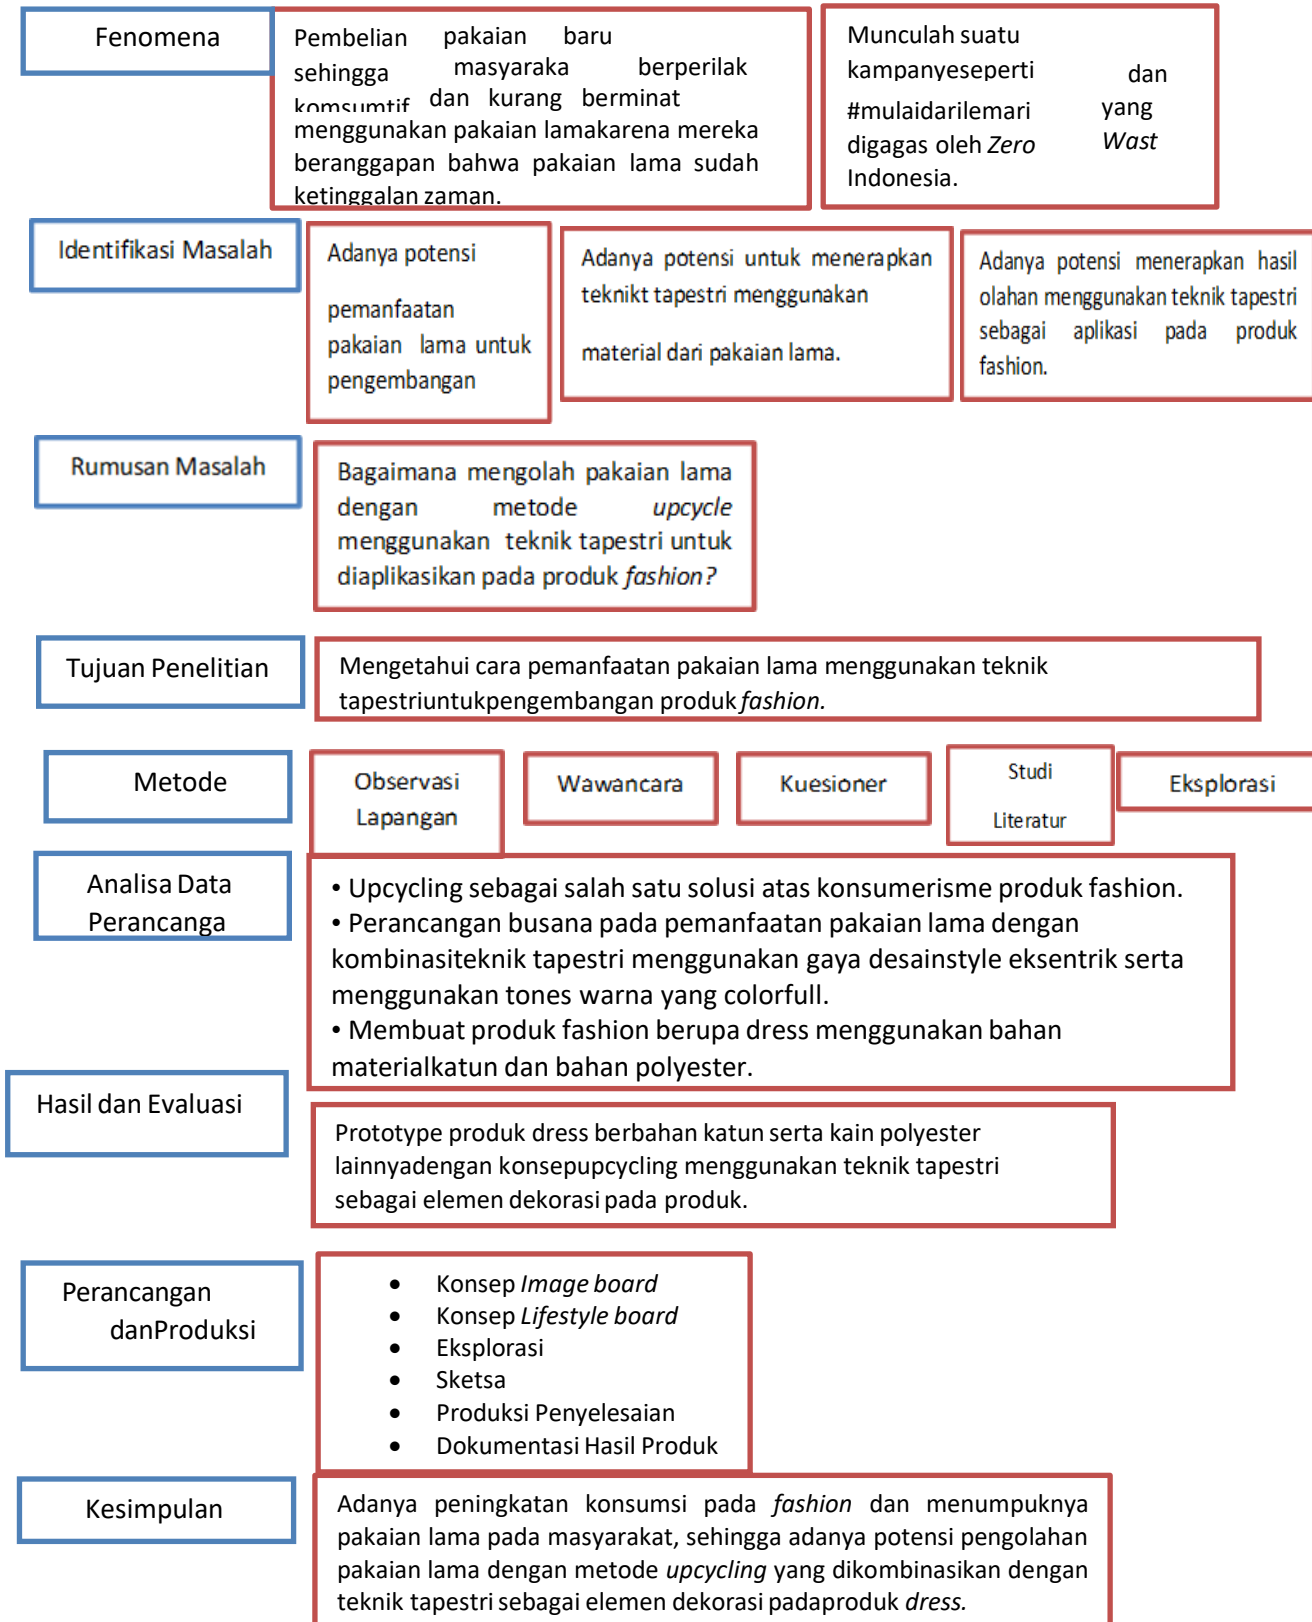 Fenomena
Pembelian pakaian baru
sehingga masyaraka berperilak
komsumtif dan kurang berminat
menggunakan pakaian lamakarena mereka
beranggapan bahwa pakaian lama sudah
ketinggalan zaman.
Munculah suatu
kampanyeseperti dan
#mulaidarilemari yang
digagas oleh Zero Wast
Indonesia.
Identifikasi Masalah
Adanya potensi
pemanfaatan
pakaian lama untuk
pengembangan
Adanya potensi untuk menerapkan
teknikt tapestri menggunakan
material dari pakaian lama.
Adanya potensi menerapkan hasil
olahan menggunakan teknik tapestri
sebagai aplikasi pada produk
fashion.
Rumusan Masalah
Bagaimana mengolah pakaian lama
dengan metode upcycle
menggunakan teknik tapestri untuk
diaplikasikan pada produk fashion?
Tujuan Penelitian
Mengetahui cara pemanfaatan pakaian lama menggunakan teknik
tapestriuntukpengembangan produk fashion.
Metode
Observasi
Lapangan
Wawancara
Kuesioner
Studi
Literatur
Eksplorasi
Analisa Data
Perancanga
• Upcycling sebagai salah satu solusi atas konsumerisme produk fashion.
• Perancangan busana pada pemanfaatan pakaian lama dengan
kombinasiteknik tapestri menggunakan gaya desainstyle eksentrik serta
menggunakan tones warna yang colorfull.
• Membuat produk fashion berupa dress menggunakan bahan
materialkatun dan bahan polyester.
Hasil dan Evaluasi
Prototype produk dress berbahan katun serta kain polyester
lainnyadengan konsepupcycling menggunakan teknik tapestri
sebagai elemen dekorasi pada produk.
Perancangan
danProduksi
• Konsep Image board
• Konsep Lifestyle board
• Eksplorasi
• Sketsa
• Produksi Penyelesaian
• Dokumentasi Hasil Produk
Kesimpulan
Adanya peningkatan konsumsi pada fashion dan menumpuknya
pakaian lama pada masyarakat, sehingga adanya potensi pengolahan
pakaian lama dengan metode upcycling yang dikombinasikan dengan
teknik tapestri sebagai elemen dekorasi padaproduk dress.